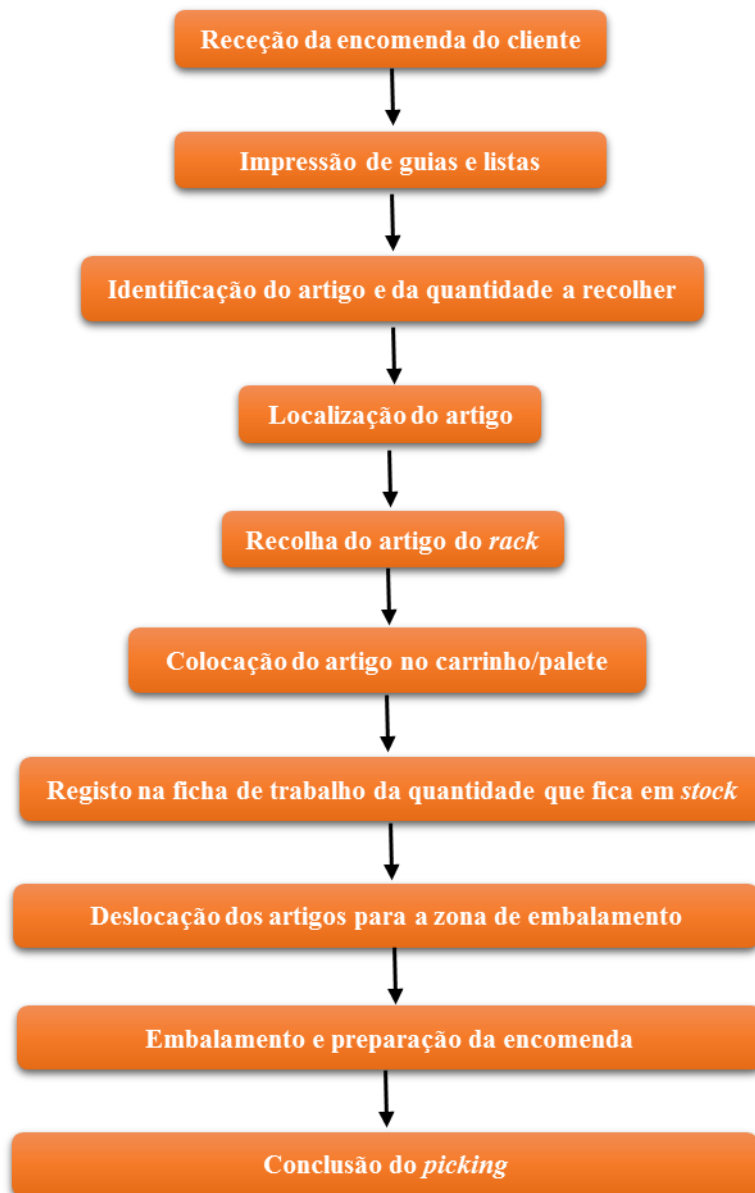 Receção da encomenda do cliente
Impressão de guias e listas
Identificação do artigo e da quantidade a recolher
Localização do artigo
Recolha do artigo do rack
Colocação do artigo no carrinho/palete
Registo na ficha de trabalho da quantidade que fica em stock
Deslocação dos artigos para a zona de embalamento
Embalamento e preparação da encomenda
Conclusão do picking